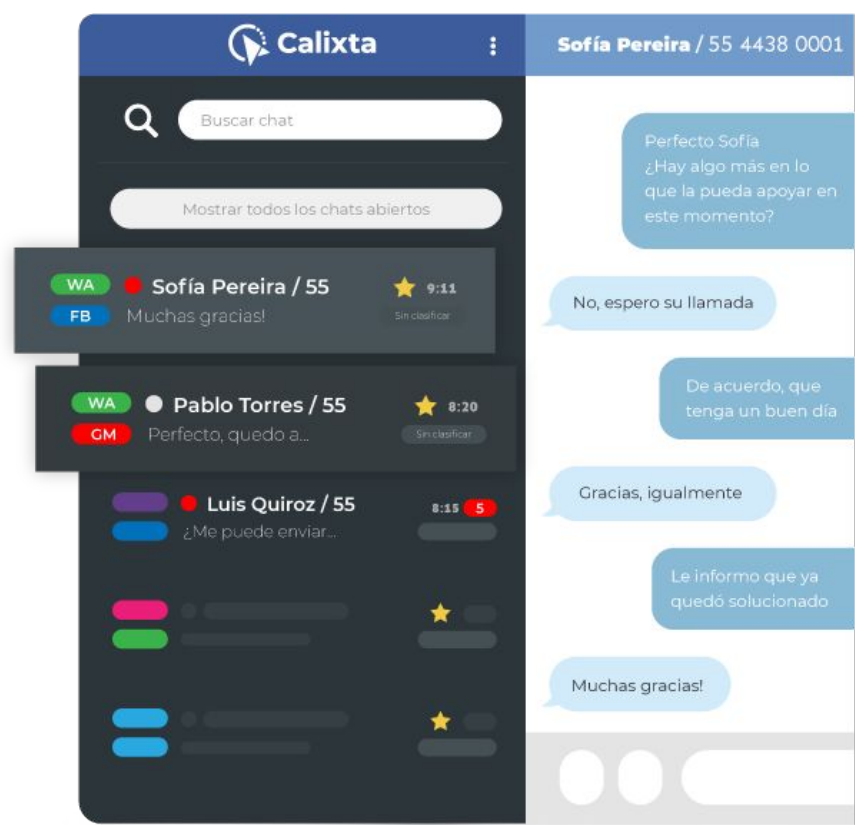 Calixta
Buscar chat
Mostrar todos los chats abiertos
WA
Sofía Pereira / 55
9:11
FB
Muchas gracias!
Sin clasificar
WA
Pablo Torres / 55
8:20
GM
Perfecto, quedo a...
Sin clasificar
Luis Quiroz / 55
8:15
5
¿Me puede enviar...
Sofía Pereira / 55 4438 0001
Perfecto Sofía
¿Hay algo más en lo
que la pueda apoyar en
este momento?
No, espero su llamada
De acuerdo, que
tenga un buen día
Gracias, igualmente
Le informo que ya
quedó solucionado
Muchas gracias!